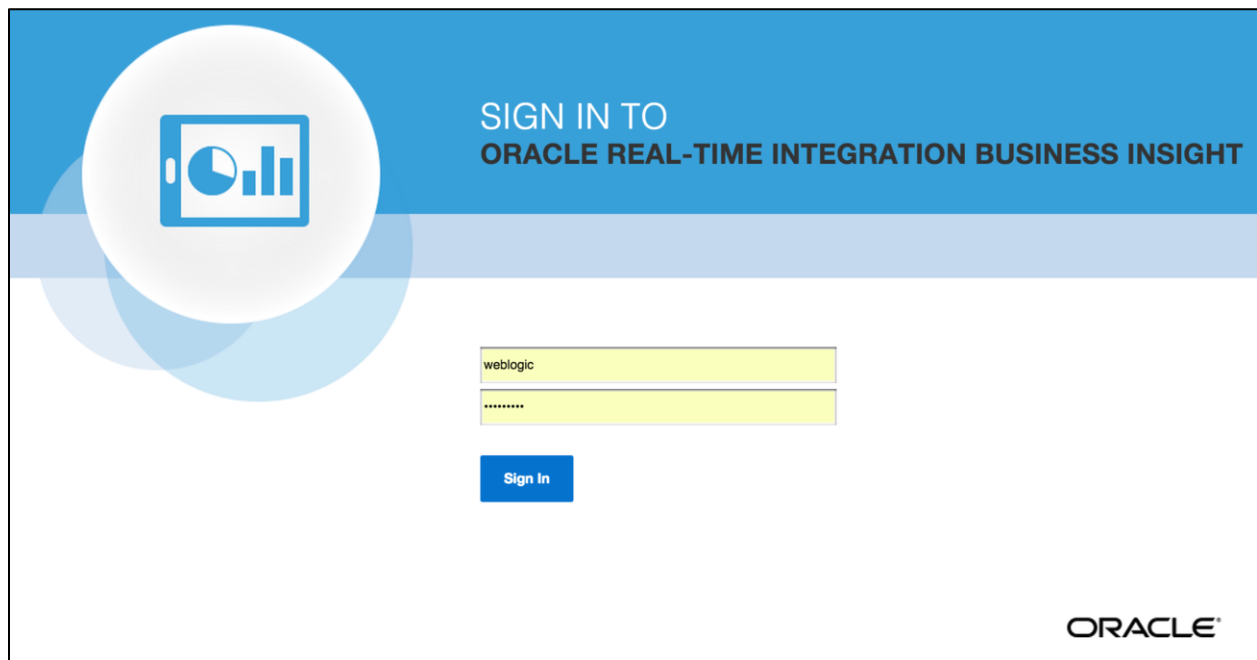 SIGN IN TO
ORACLE REAL-TIME INTEGRATION BUSINESS INSIGHT
weblogic
•••••••••
Sign In
ORACLE®